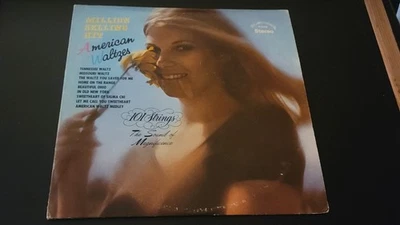 MILLION
SELLING
HIT
American
Waltzes
TENNESSEE WALTZ
MISSOURI WALTZ
THE WALTZ YOU SAVED FOR ME
HOME ON THE RANGE
BEAUTIFUL OHIO
IN OLD NEW YORK
SWEETHEART OF SIGMA CHI
LET ME CALL YOU SWEETHEART
AMERICAN WALTZ MEDLEY
Stereo
101 Strings
The Sound of
Magnificence